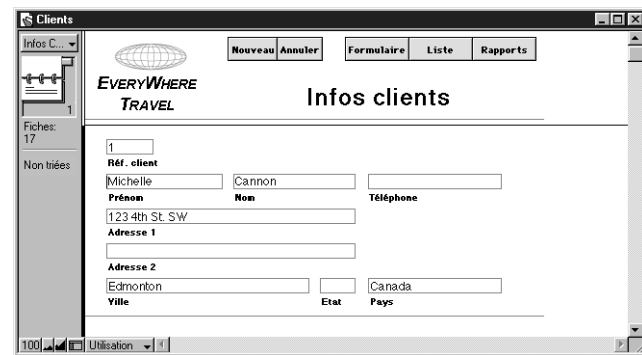 Clients
Infos C...
1
Fiches:
17
Non triées
EVERYWHERE
TRAVEL
Nouveau Annuler Formulaire Liste Rapports
Infos clients
1
Réf. client
Michelle Cannon
Prénom Nom Téléphone
123 4th St. SW
Adresse 1
Adresse 2
Edmonton Canada
Ville Etat Pays
100 Utilisation